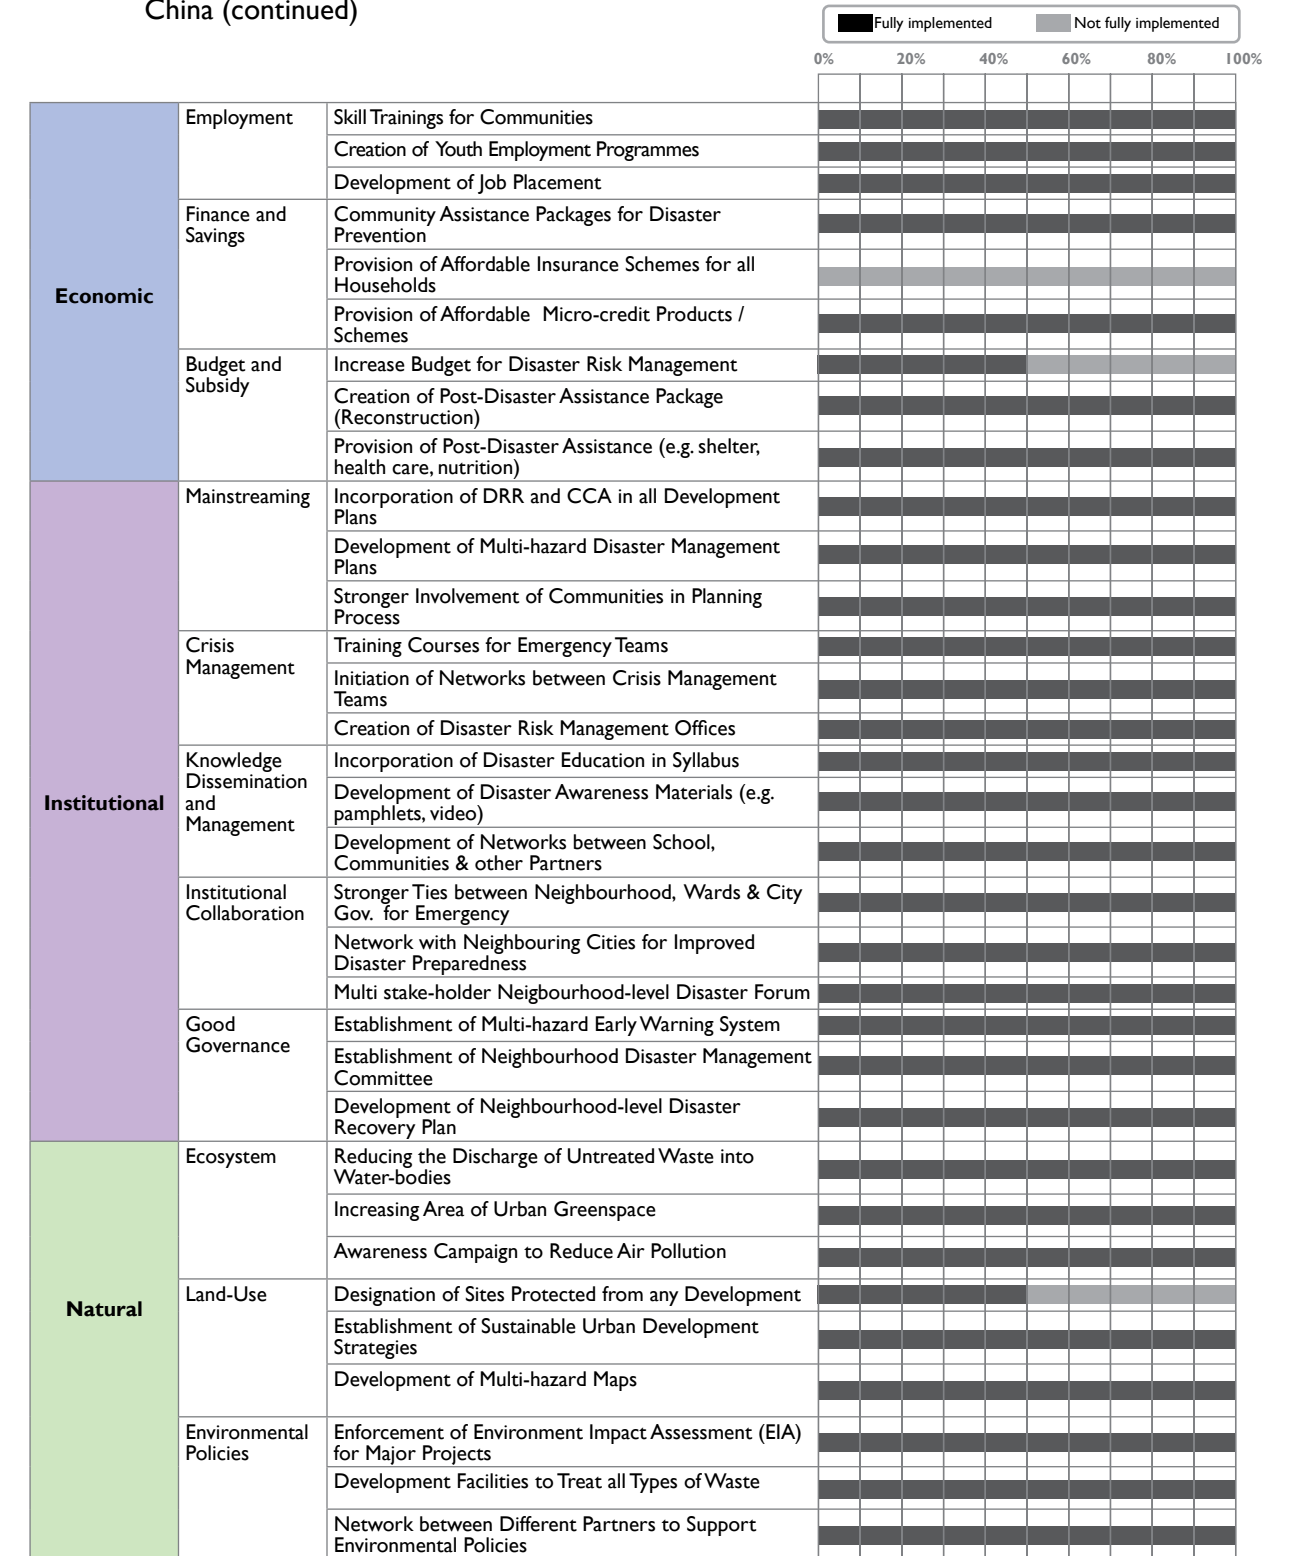 China (continued)
Fully implemented
Not fully implemented
0% 20% 40% 60% 80% 100%
Economic
Employment
Skill Trainings for Communities
Creation of Youth Employment Programmes
Development of Job Placement
Finance and
Savings
Community Assistance Packages for Disaster
Prevention
Provision of Affordable Insurance Schemes for all
Households
Provision of Affordable Micro-credit Products /
Schemes
Budget and
Subsidy
Increase Budget for Disaster Risk Management
Creation of Post-Disaster Assistance Package
(Reconstruction)
Provision of Post-Disaster Assistance (e.g. shelter,
health care, nutrition)
Institutional
Mainstreaming
Incorporation of DRR and CCA in all Development
Plans
Development of Multi-hazard Disaster Management
Plans
Stronger Involvement of Communities in Planning
Process
Crisis
Management
Training Courses for Emergency Teams
Initiation of Networks between Crisis Management
Teams
Creation of Disaster Risk Management Offices
Knowledge
Dissemination
and
Management
Incorporation of Disaster Education in Syllabus
Development of Disaster Awareness Materials (e.g.
pamphlets, video)
Development of Networks between School,
Communities & other Partners
Institutional
Collaboration
Stronger Ties between Neighbourhood, Wards & City
Gov. for Emergency
Network with Neighbouring Cities for Improved
Disaster Preparedness
Multi stake-holder Neigbourhood-level Disaster Forum
Good
Governance
Establishment of Multi-hazard Early Warning System
Establishment of Neighbourhood Disaster Management
Committee
Development of Neighbourhood-level Disaster
Recovery Plan
Natural
Ecosystem
Reducing the Discharge of Untreated Waste into
Water-bodies
Increasing Area of Urban Greenspace
Awareness Campaign to Reduce Air Pollution
Land-Use
Designation of Sites Protected from any Development
Establishment of Sustainable Urban Development
Strategies
Development of Multi-hazard Maps
Environmental
Policies
Enforcement of Environment Impact Assessment (EIA)
for Major Projects
Development Facilities to Treat all Types of Waste
Network between Different Partners to Support
Environmental Policies